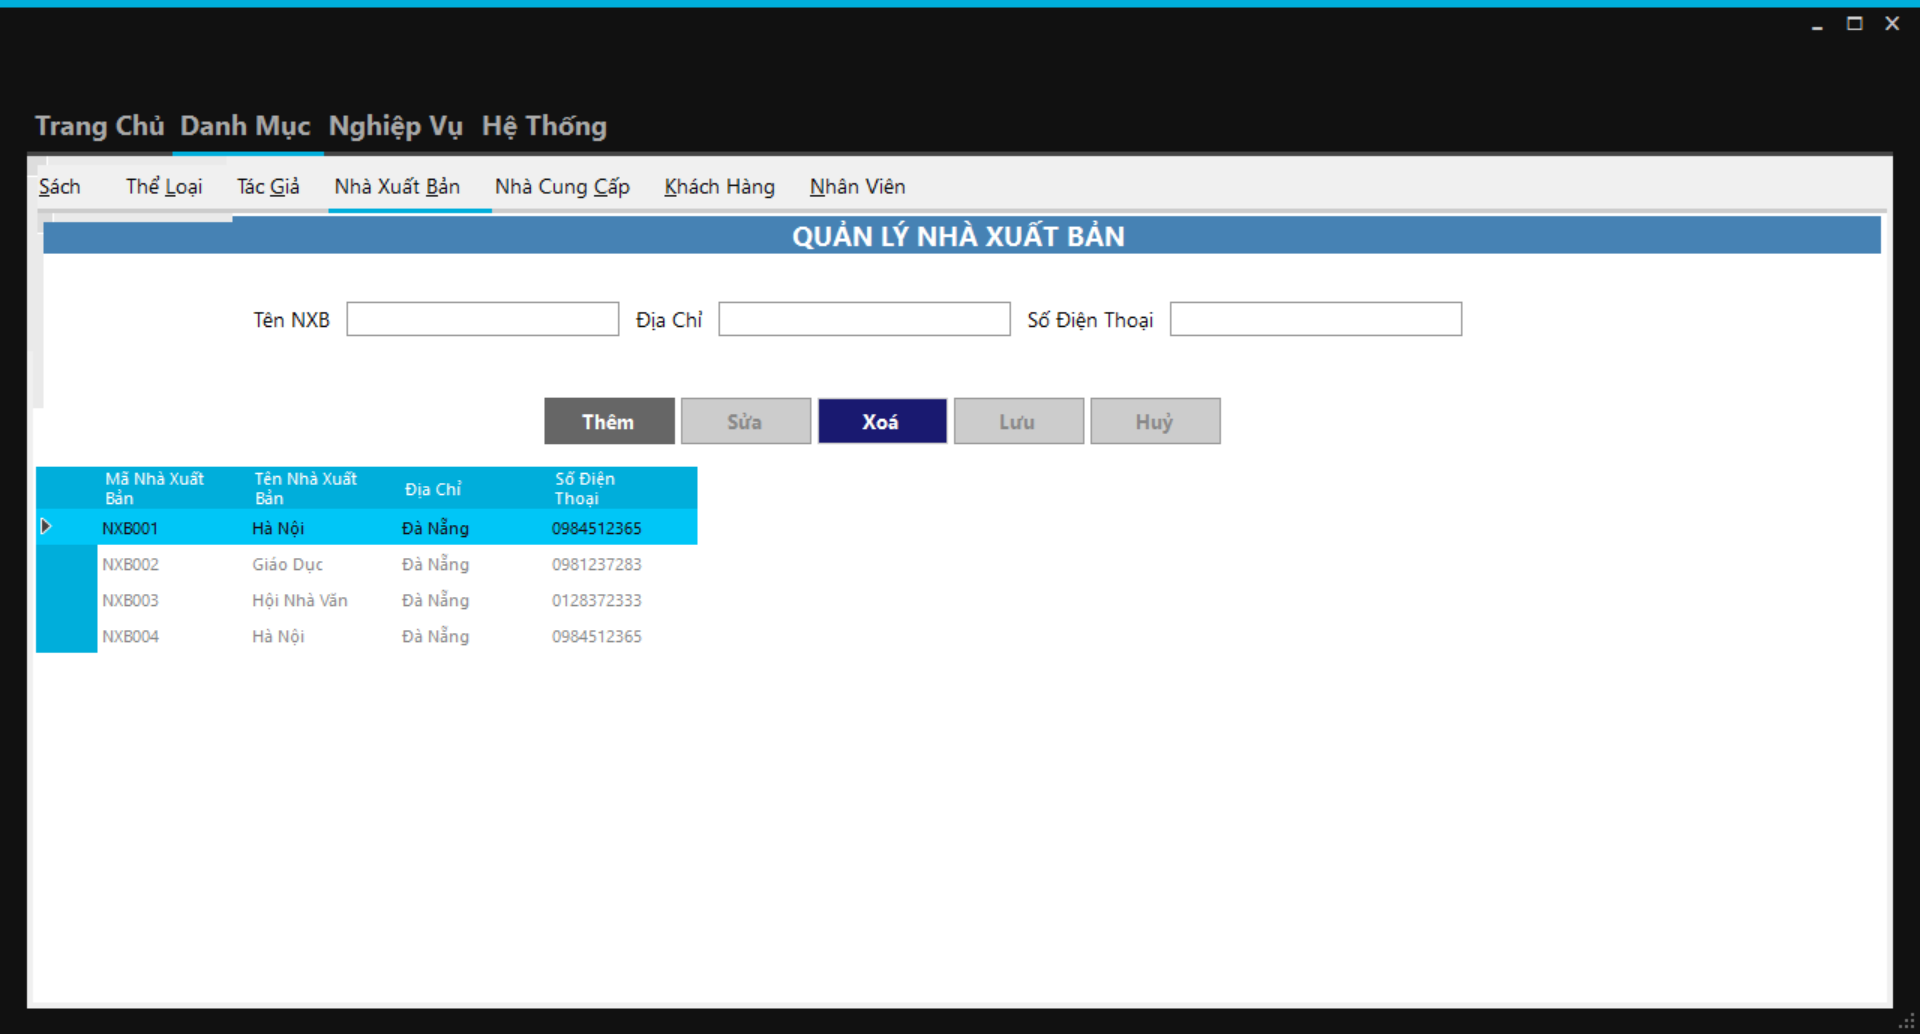 Trang Chủ Danh Mục Nghiệp Vụ Hệ Thống
Sách Thể Loại Tác Giả Nhà Xuất Bản Nhà Cung Cấp Khách Hàng Nhân Viên
QUẢN LÝ NHÀ XUẤT BẢN
Tên NXB Địa Chỉ Số Điện Thoại
Thêm Sửa Xoá Lưu Huỷ
Mã Nhà Xuất Bản Tên Nhà Xuất Bản Địa Chỉ Số Điện Thoại
NXB001 Hà Nội Đà Nẵng 0984512365
NXB002 Giáo Dục Đà Nẵng 0981237283
NXB003 Hội Nhà Văn Đà Nẵng 0128372333
NXB004 Hà Nội Đà Nẵng 0984512365